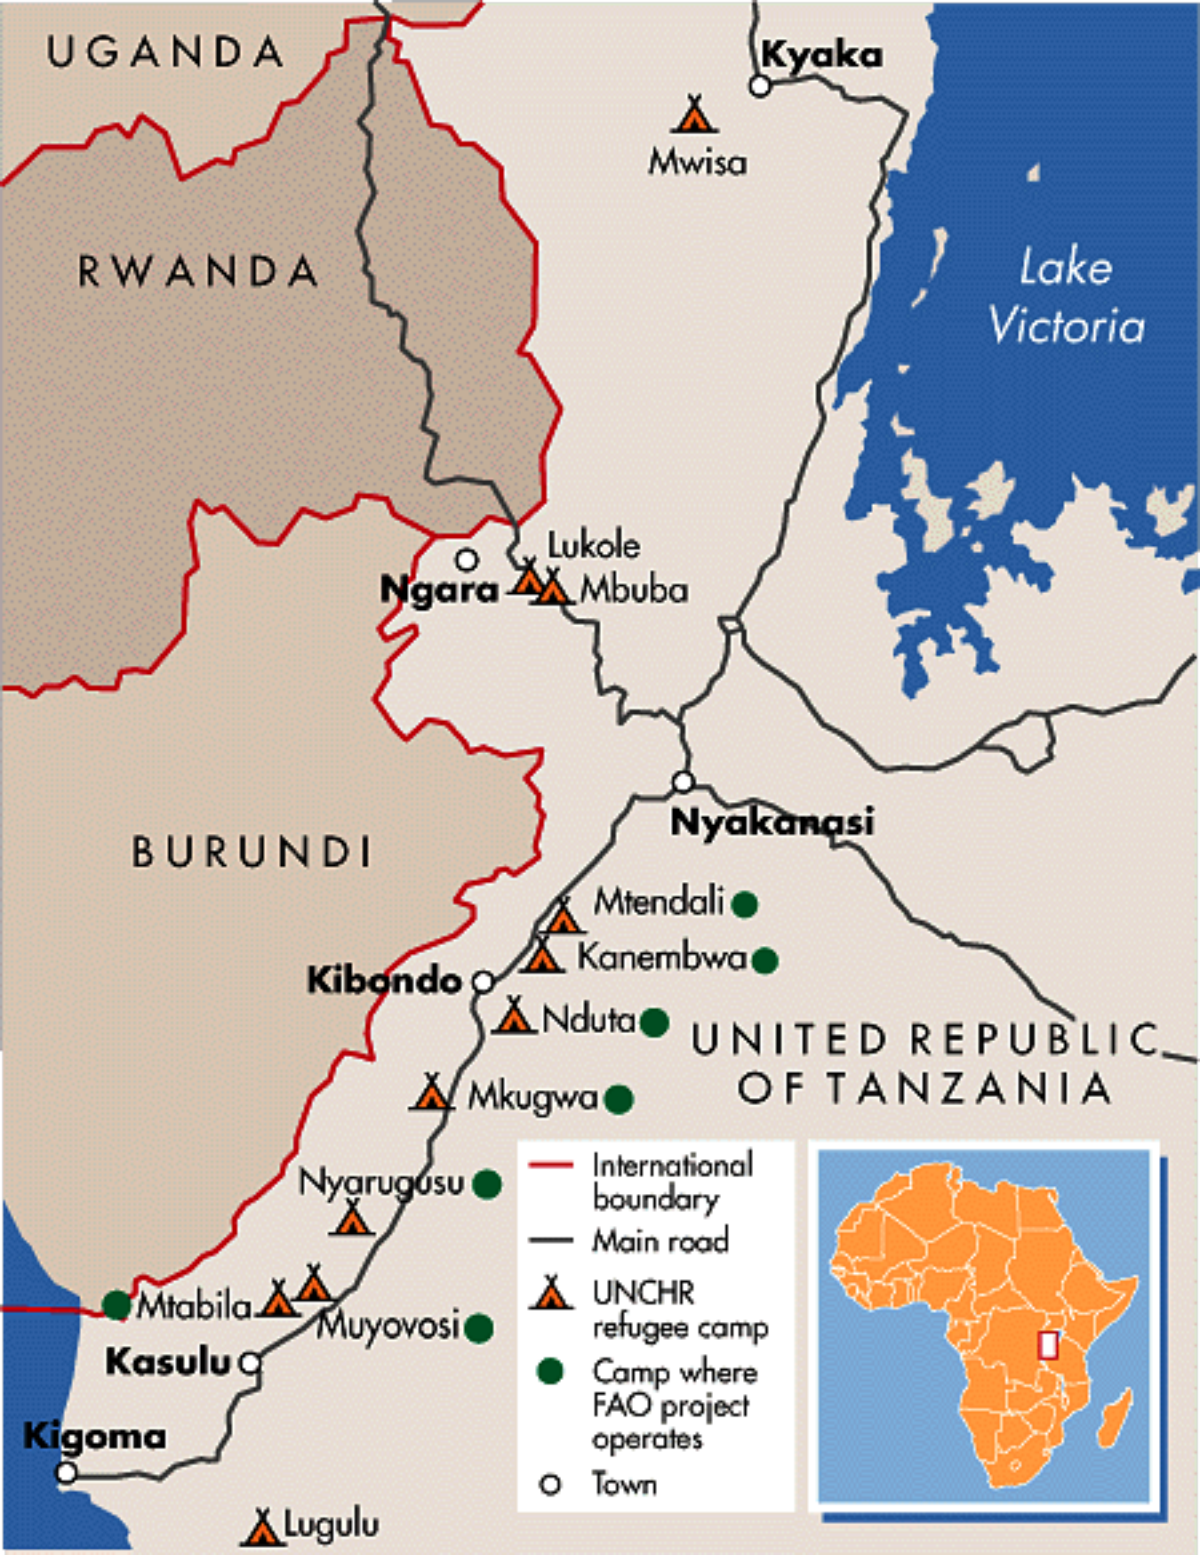 UGANDA
Kyaka
Mwisa
RWANDA
Lake
Victoria
Lukole
Ngara
Mbuba
Nyakanasi
BURUNDI
Mtendali
Kanembwa
Kibondo
Nduta
UNITED REPUBLIC
OF TANZANIA
Mkugwa
Nyarugusu
Mtabila
Muyovosi
Kasulu
Kigoma
Lugulu
International
boundary
Main road
UNCHR
refugee camp
Camp where
FAO project
operates
Town